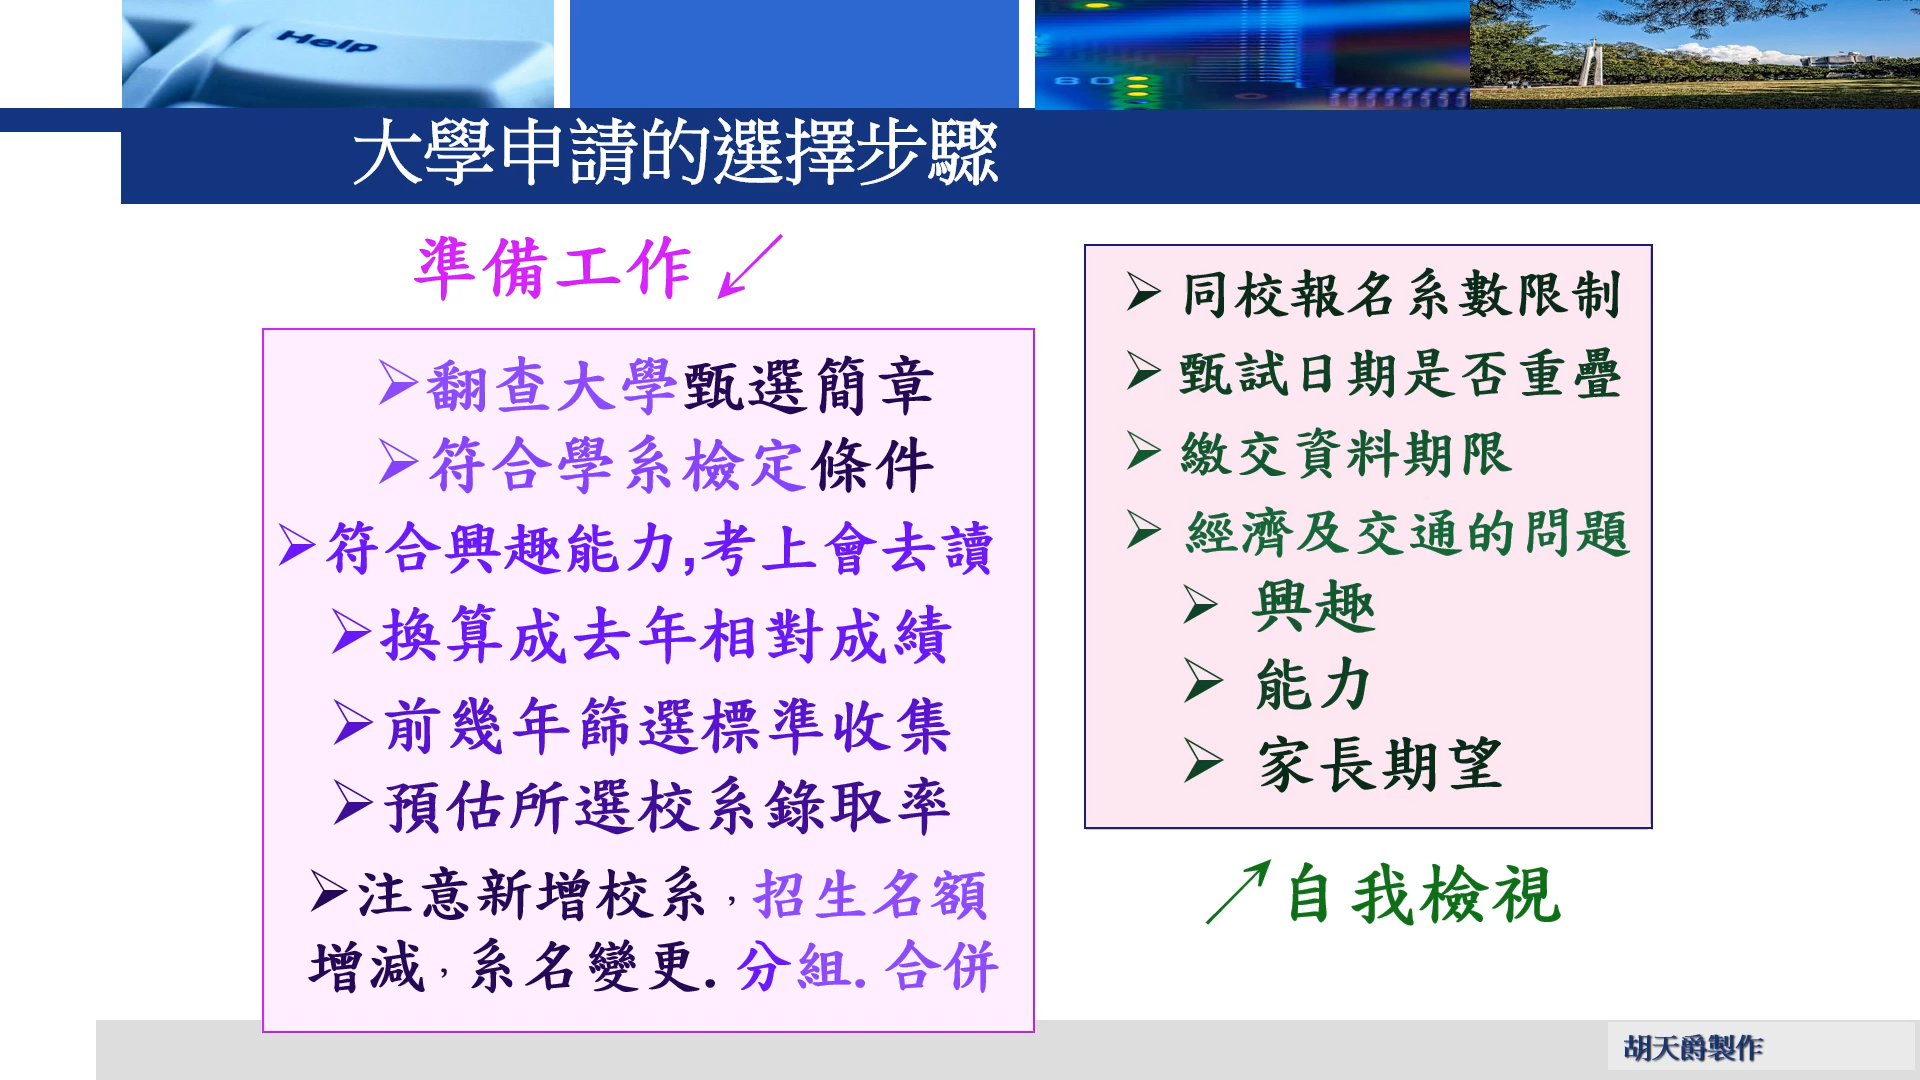 Help
大學申請的選擇步驟
準備工作↙
➢翻查大學甄選簡章
➢符合學系檢定條件
➢符合興趣能力,考上會去讀
➢換算成去年相對成績
➢前幾年篩選標準收集
➢預估所選校系錄取率
➢注意新增校系，招生名額
增減，系名變更.分組.合併
➢同校報名系數限制
➢甄試日期是否重疊
➢繳交資料期限
➢經濟及交通的問題
➢興趣
➢能力
➢家長期望
↗自我檢視
胡天爵製作